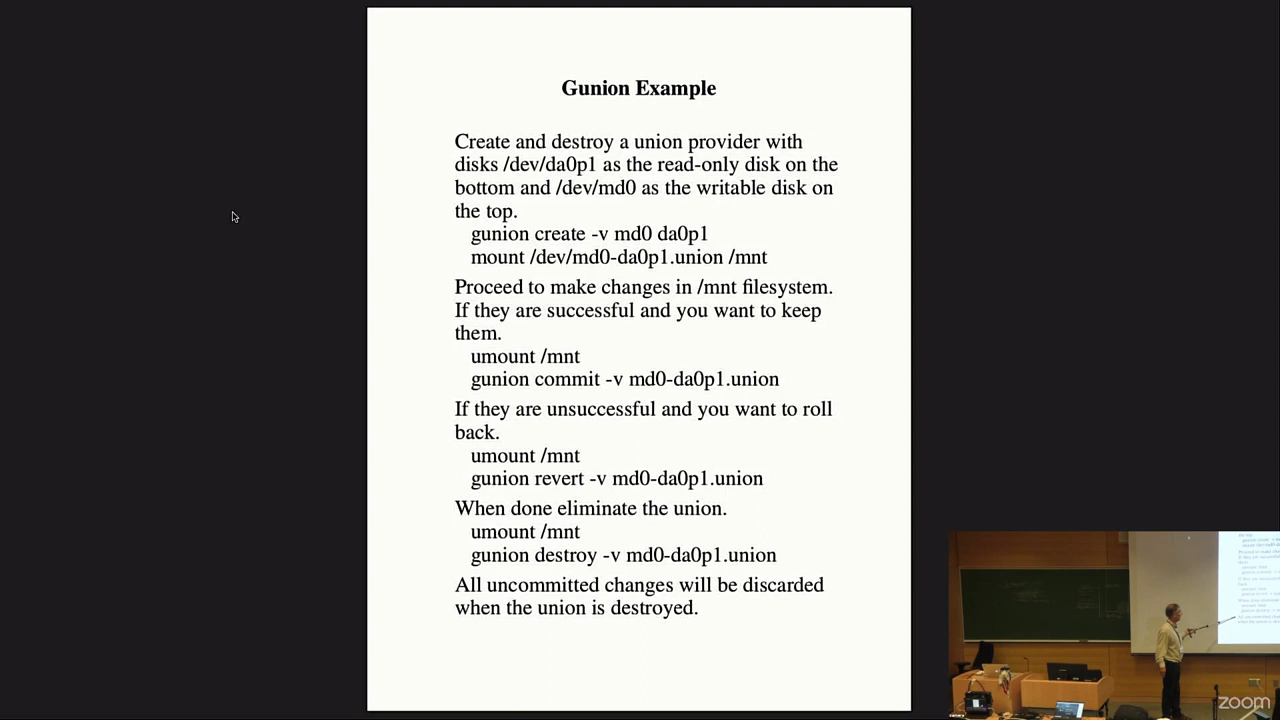 Gunion Example
Create and destroy a union provider with
disks /dev/da0p1 as the read-only disk on the
bottom and /dev/md0 as the writable disk on
the top.
gunion create -v md0 da0p1
mount /dev/md0-da0p1.union /mnt
Proceed to make changes in /mnt filesystem.
If they are successful and you want to keep
them.
umount /mnt
gunion commit -v md0-da0p1.union
If they are unsuccessful and you want to roll
back.
umount /mnt
gunion revert -v md0-da0p1.union
When done eliminate the union.
umount /mnt
gunion destroy -v md0-da0p1.union
All uncommitted changes will be discarded
when the union is destroyed.
zoom